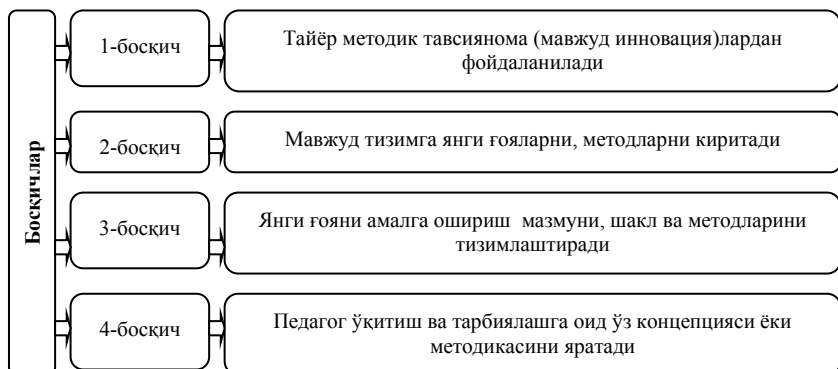 Босқичлар
1-босқич
Тайёр методик тавсиянома (мавжуд инновация)лардан
фойдаланилади
2-босқич
Мавжуд тизимга янги ғояларни, методларни киритади
3-босқич
Янги ғояни амалга ошириш мазмуни, шакл ва методларини
тизимлаштиради
4-босқич
Педагог ўқитиш ва тарбиялашга оид ўз концепцияси ёки
методикасини яратади